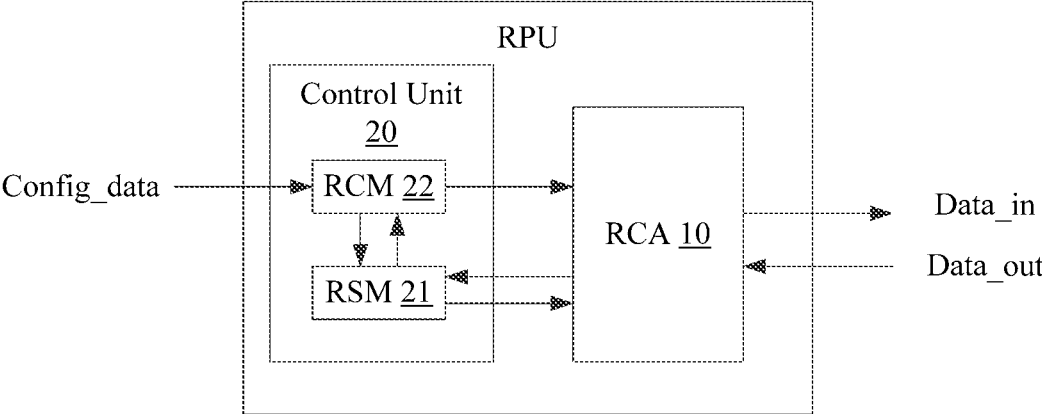 RPU
Control Unit
20
Config_data
RCM 22
RSM 21
RCA 10
Data_in
Data_out